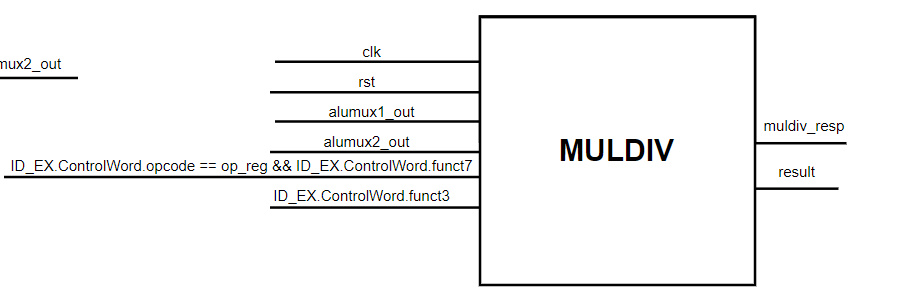 clk
mux2_out
rst
alumux1_out
muldiv_resp
alumux2_out
MULDIV
ID_EX.ControlWord.opcode == op_reg && ID_EX.ControlWord.funct7
result
ID_EX.ControlWord.funct3